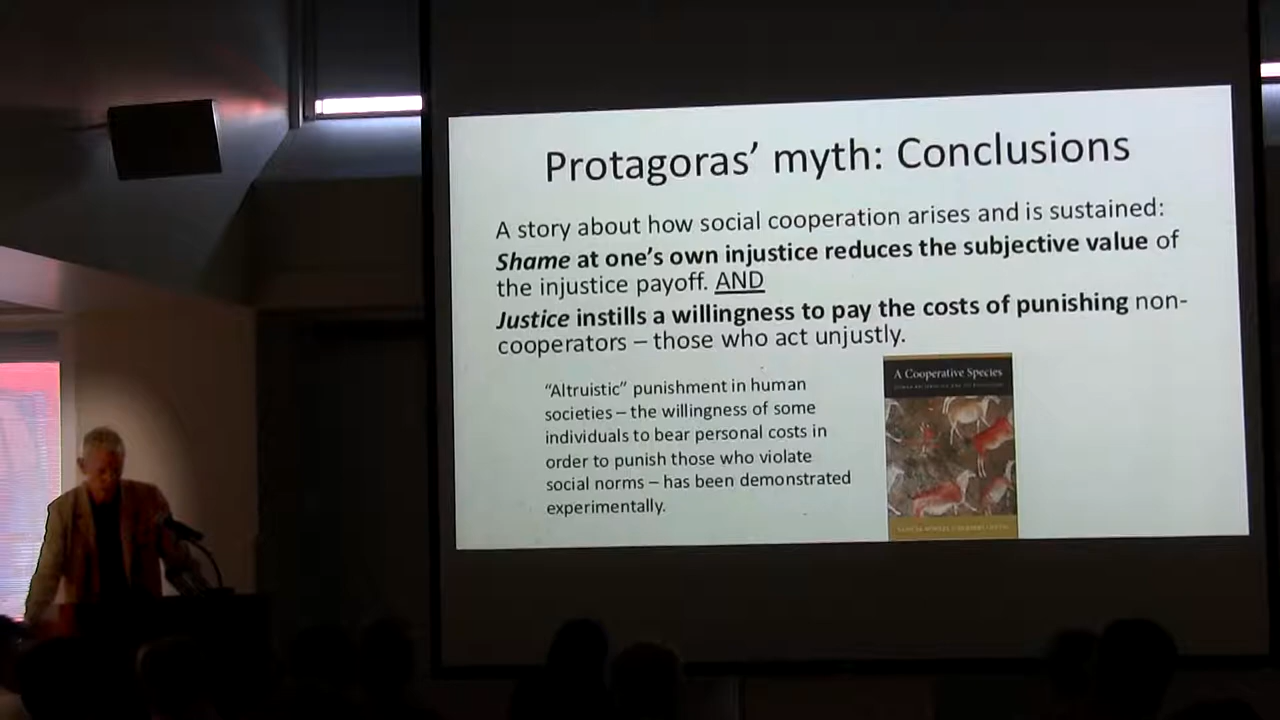 Protagoras’ myth: Conclusions
A story about how social cooperation arises and is sustained:
Shame at one’s own injustice reduces the subjective value of
the injustice payoff. AND
Justice instills a willingness to pay the costs of punishing non-
cooperators – those who act unjustly.
“Altruistic” punishment in human
societies – the willingness of some
individuals to bear personal costs in
order to punish those who violate
social norms – has been demonstrated
experimentally.
A Cooperative Species